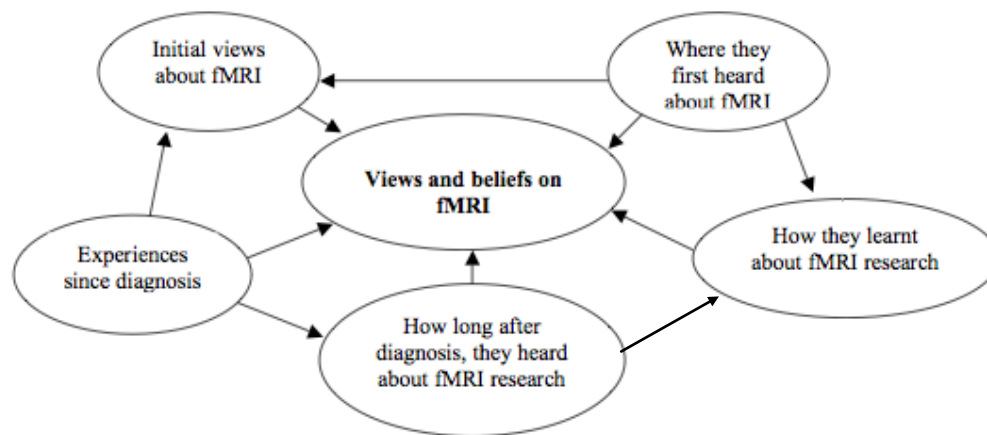 Initial views
about fMRI
Where they
first heard
about fMRI
Views and beliefs on
fMRI
Experiences
since diagnosis
How they learnt
about fMRI research
How long after
diagnosis, they heard
about fMRI research